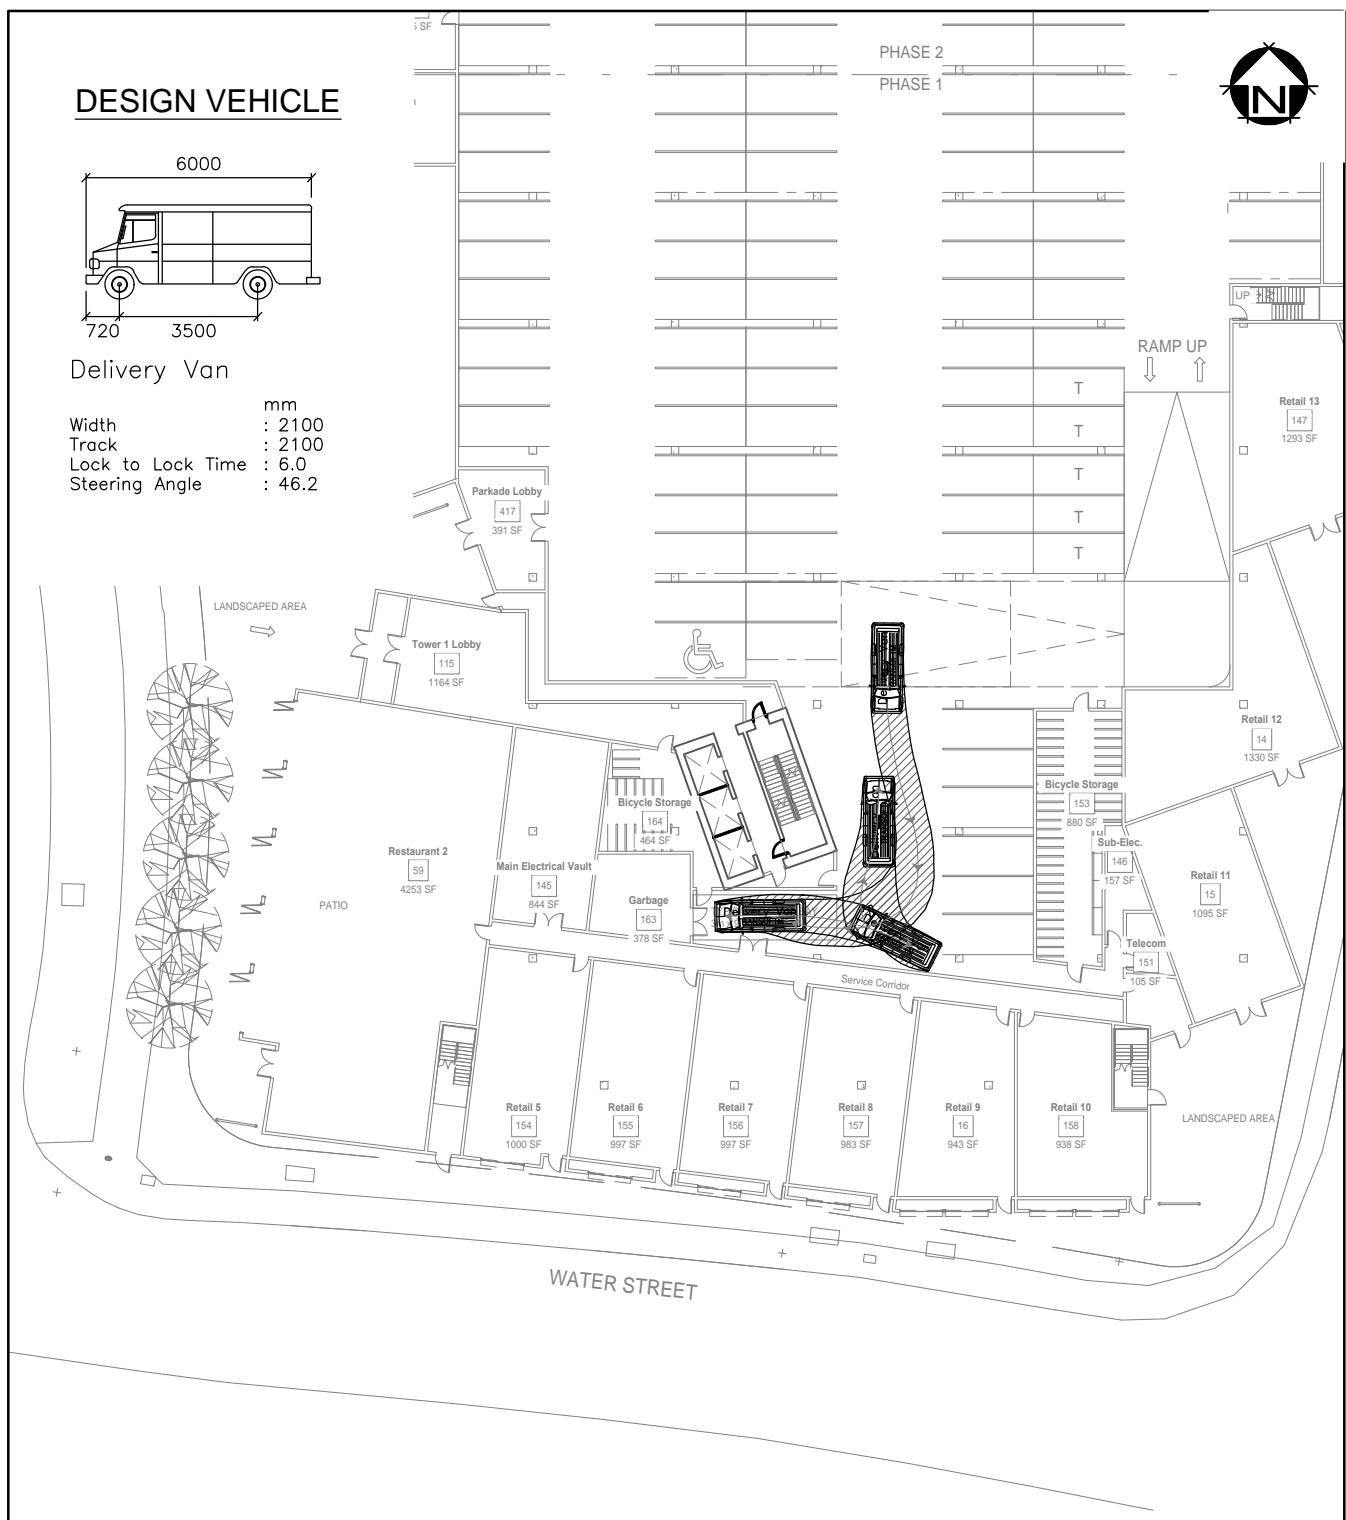 5 SF
PHASE 2
PHASE 1
N
DESIGN VEHICLE
6000
720
3500
Delivery Van
mm
Width : 2100
Track : 2100
Lock to Lock Time : 6.0
Steering Angle : 46.2
UP
RAMP UP
T
T
T
T
T
Retail 13
147
1293 SF
Parkade Lobby
417
391 SF
LANDSCAPED AREA
Tower 1 Lobby
115
1164 SF
Retail 12
14
1330 SF
Bicycle Storage
153
880 SF
Bicycle Storage
164
464 SF
Sub-Elec.
146
157 SF
Restaurant 2
59
4253 SF
PATIO
Main Electrical Vault
145
844 SF
Garbage
163
378 SF
Retail 11
15
1095 SF
Telecom
151
105 SF
Service Corridor
Retail 5
154
1000 SF
Retail 6
155
997 SF
Retail 7
156
997 SF
Retail 8
157
983 SF
Retail 9
16
943 SF
Retail 10
158
938 SF
LANDSCAPED AREA
WATER STREET